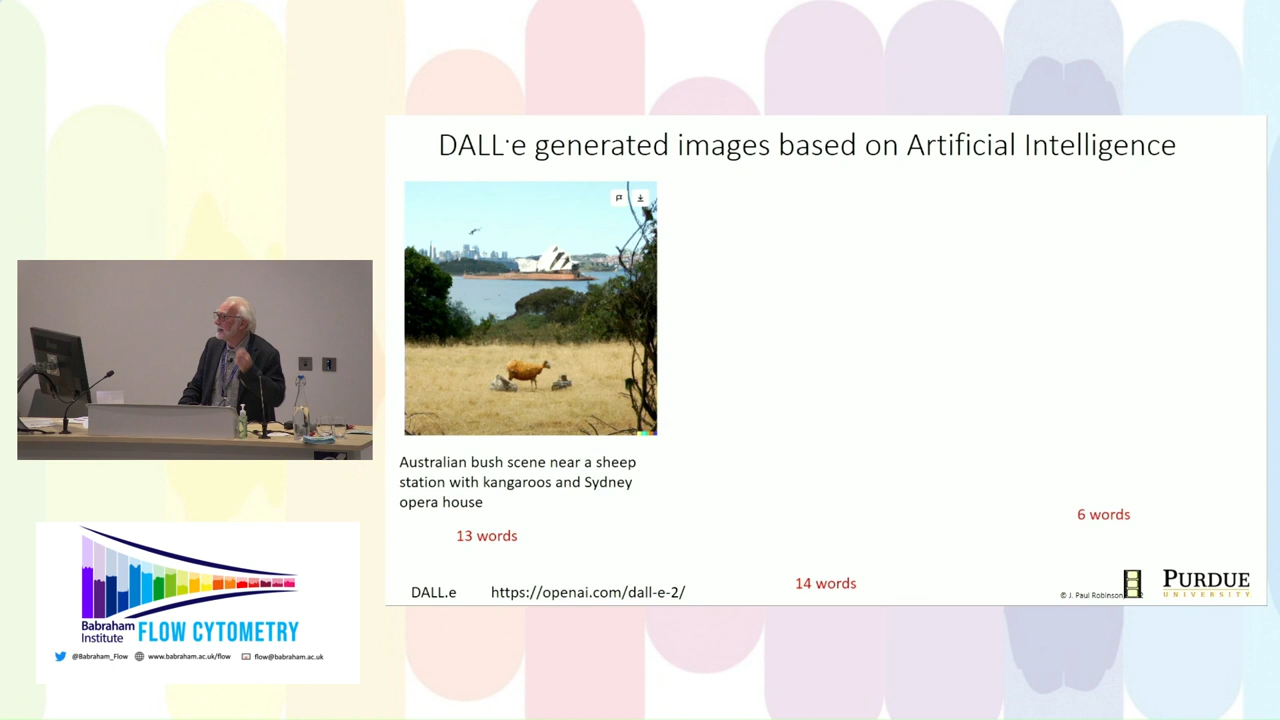 DALL·e generated images based on Artificial Intelligence
Australian bush scene near a sheep
station with kangaroos and Sydney
opera house
13 words
6 words
14 words
DALL.e https://openai.com/dall-e-2/
© J. Paul Robinson
PURDUE
UNIVERSITY
Babraham
Institute
FLOW CYTOMETRY
@Babraham_Flow www.babraham.ac.uk/flow flow@babraham.ac.uk